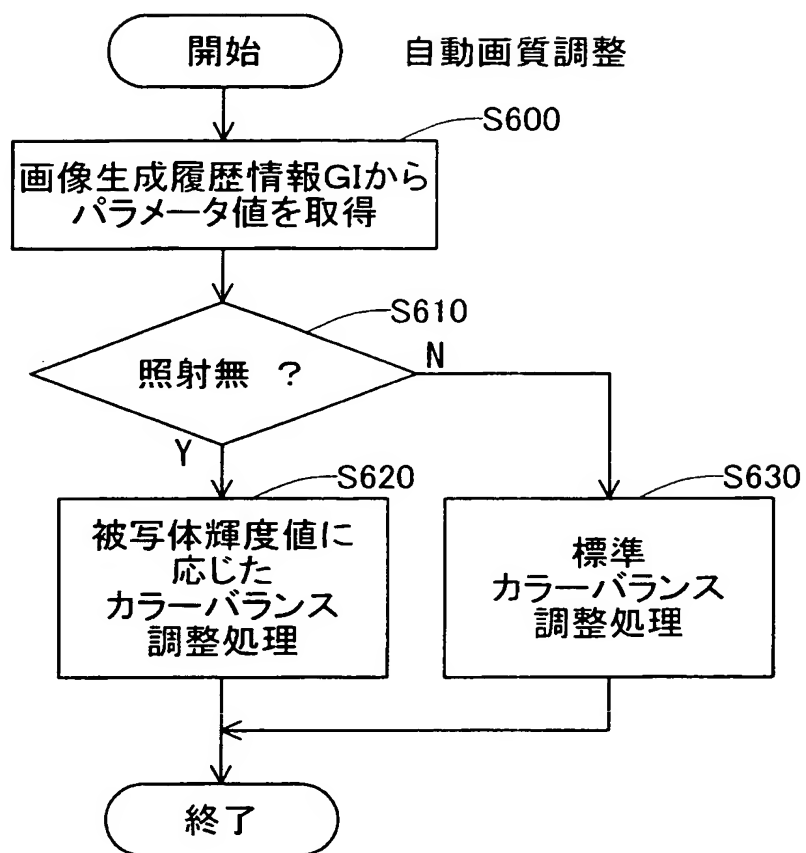 開始
自動画質調整
S600
画像生成履歴情報GIから
パラメータ値を取得
S610
照射無 ？
N
Y
S620
被写体輝度値に
応じた
カラーバランス
調整処理
S630
標準
カラーバランス
調整処理
終了